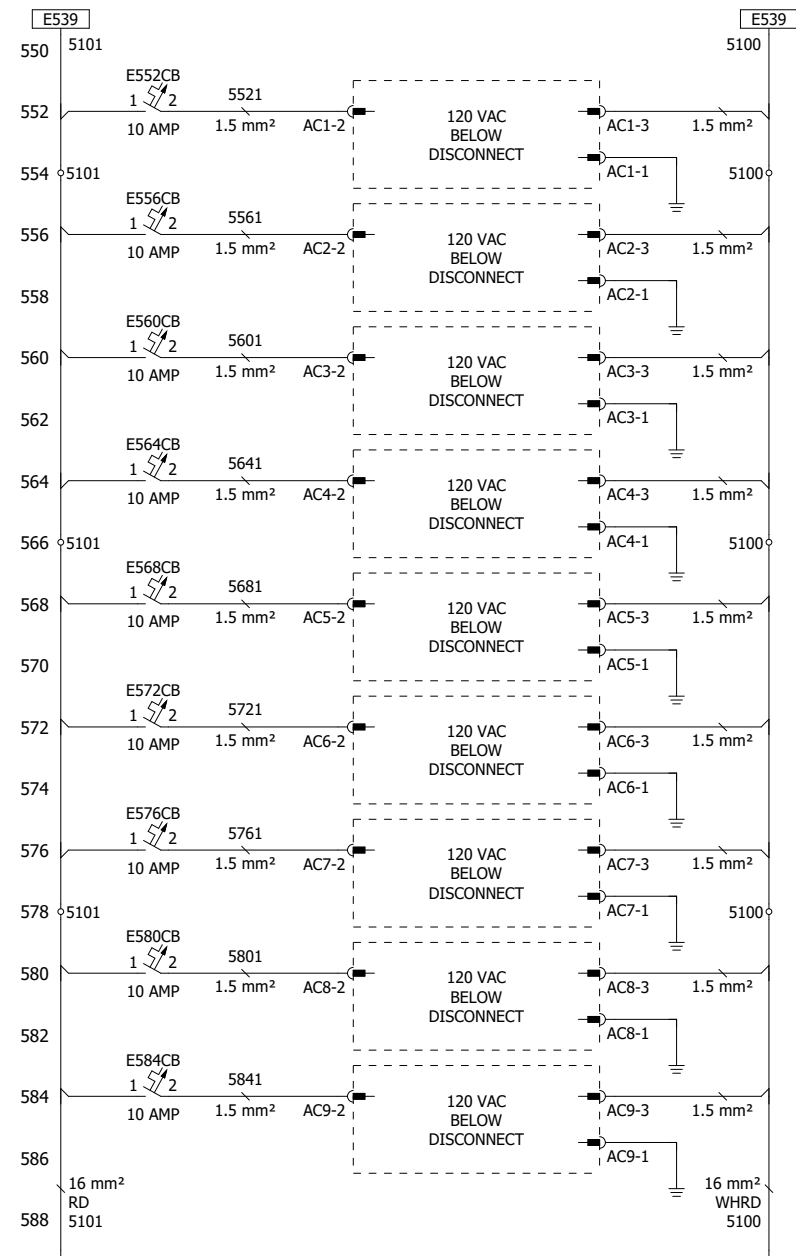 E539 E539
550 5101 5100
E552CB
1 2 5521
552 10 AMP 1.5 mm² AC1-2 120 VAC AC1-3 1.5 mm²
BELOW
DISCONNECT
554 5101 AC1-1 5100
E556CB
1 2 5561
556 10 AMP 1.5 mm² AC2-2 120 VAC AC2-3 1.5 mm²
BELOW
DISCONNECT
558 AC2-1
E560CB
1 2 5601
560 10 AMP 1.5 mm² AC3-2 120 VAC AC3-3 1.5 mm²
BELOW
DISCONNECT
562 AC3-1
E564CB
1 2 5641
564 10 AMP 1.5 mm² AC4-2 120 VAC AC4-3 1.5 mm²
BELOW
DISCONNECT
566 5101 AC4-1 5100
E568CB
1 2 5681
568 10 AMP 1.5 mm² AC5-2 120 VAC AC5-3 1.5 mm²
BELOW
DISCONNECT
570 AC5-1
E572CB
1 2 5721
572 10 AMP 1.5 mm² AC6-2 120 VAC AC6-3 1.5 mm²
BELOW
DISCONNECT
574 AC6-1
E576CB
1 2 5761
576 10 AMP 1.5 mm² AC7-2 120 VAC AC7-3 1.5 mm²
BELOW
DISCONNECT
578 5101 AC7-1 5100
E580CB
1 2 5801
580 10 AMP 1.5 mm² AC8-2 120 VAC AC8-3 1.5 mm²
BELOW
DISCONNECT
582 AC8-1
E584CB
1 2 5841
584 10 AMP 1.5 mm² AC9-2 120 VAC AC9-3 1.5 mm²
BELOW
DISCONNECT
586 AC9-1
16 mm² 16 mm²
RD WHRD
588 5101 5100